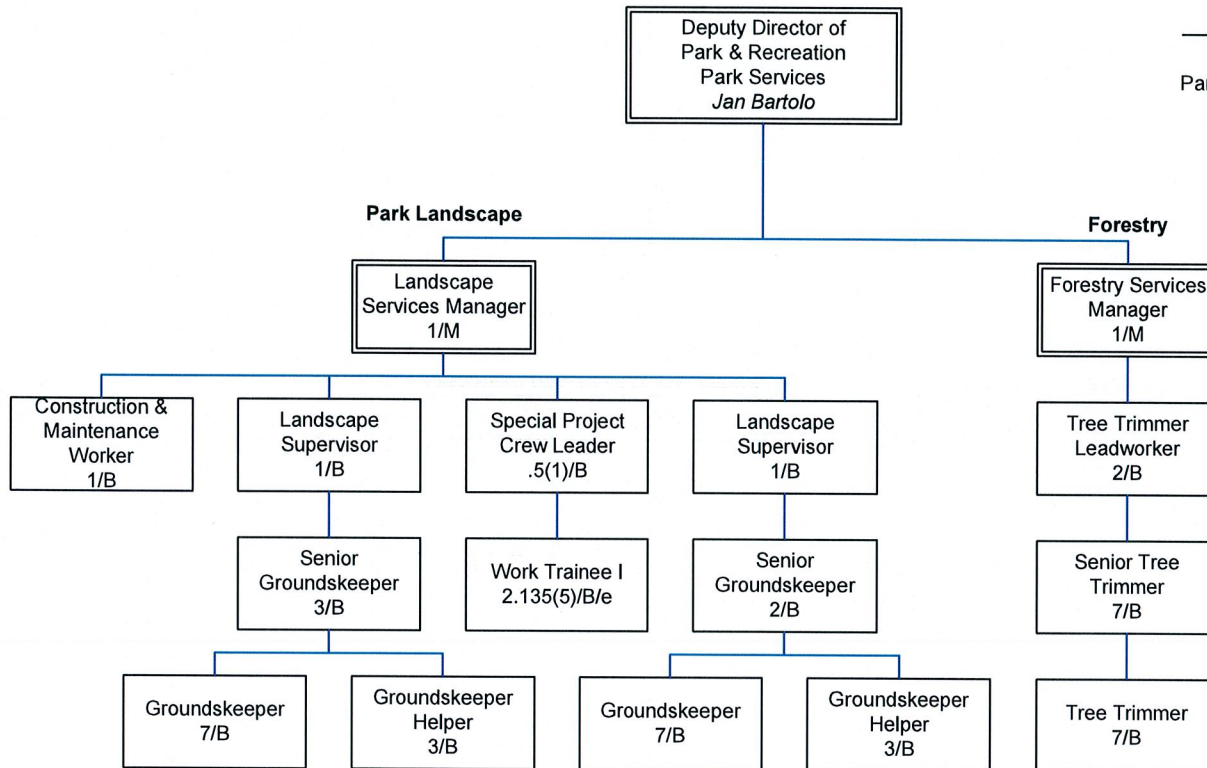 Deputy Director of
Park & Recreation
Park Services
Jan Bartolo
Par
Park Landscape
Forestry
Landscape
Services Manager
1/M
Forestry Services
Manager
1/M
Construction &
Maintenance
Worker
1/B
Landscape
Supervisor
1/B
Special Project
Crew Leader
.5(1)/B
Landscape
Supervisor
1/B
Tree Trimmer
Leadworker
2/B
Senior
Groundskeeper
3/B
Work Trainee I
2.135(5)/B/e
Senior
Groundskeeper
2/B
Senior Tree
Trimmer
7/B
Groundskeeper
7/B
Groundskeeper
Helper
3/B
Groundskeeper
7/B
Groundskeeper
Helper
3/B
Tree Trimmer
7/B